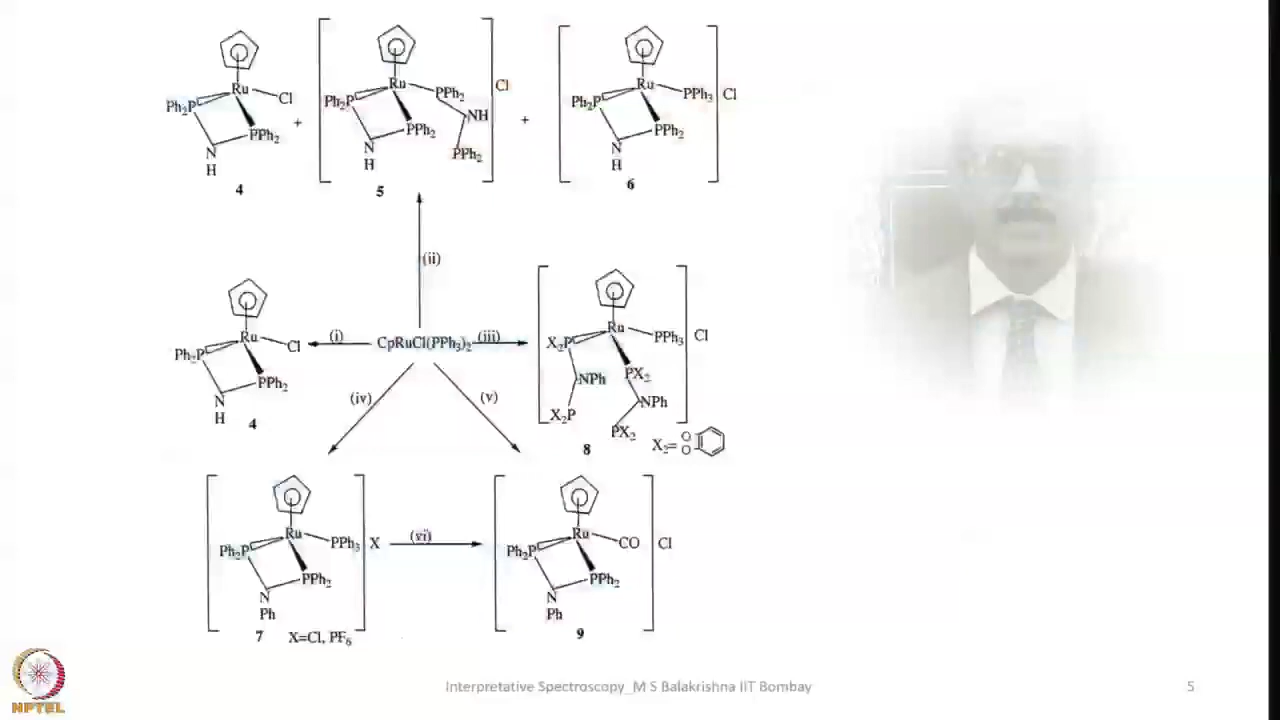 Ru
Cl
Ph₂P
PPh₂
N
H
4
+
Ru
PPh₂
Ph₂P
NH
PPh₂
PPh₂
N
H
Cl
5
+
Ru
PPh₃
Ph₂P
PPh₂
N
H
Cl
6
(ii)
Ru
Cl
Ph₂P
PPh₂
N
H
4
(i)
CpRuCl(PPh₃)₂
(iii)
Ru
PPh₃
X₂P
PX₂
NPh
NPh
X₂P
PX₂
Cl
8
X₂=
O
O
(iv)
(v)
Ru
PPh₃
Ph₂P
PPh₂
N
Ph
X
7
X=Cl, PF₆
(vi)
Ru
CO
Ph₂P
PPh₂
N
Ph
Cl
9
NPTEL
Interpretative Spectroscopy_M S Balakrishna IIT Bombay
5